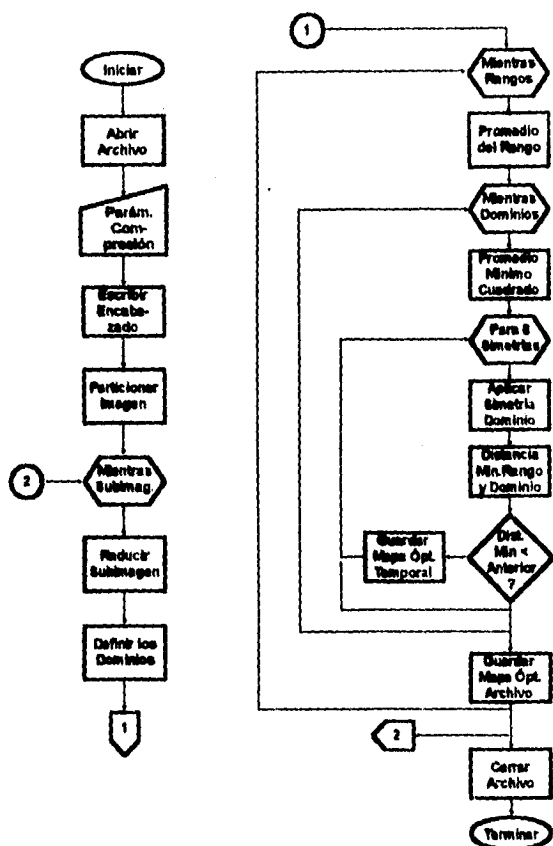 Iniciar
Abrir
Archivo
Parám.
Com-
presión
Escribir
Encabe-
zado
Particionar
Imagen
2
Mientras
Subimag.
Reducir
Subimagen
Definir los
Dominios
1
1
Mientras
Rangos
Promedio
del Rango
Mientras
Dominios
Promedio
Mínimo
Cuadrado
Para 8
Simetrías
Aplicar
Simetría
Dominio
Distancia
Min.Rango
y Dominio
Dist.
Min <
Anterior
?
Guardar
Mapa Ópt.
Temporal
Guardar
Mapa Ópt.
Archivo
2
Cerrar
Archivo
Terminar